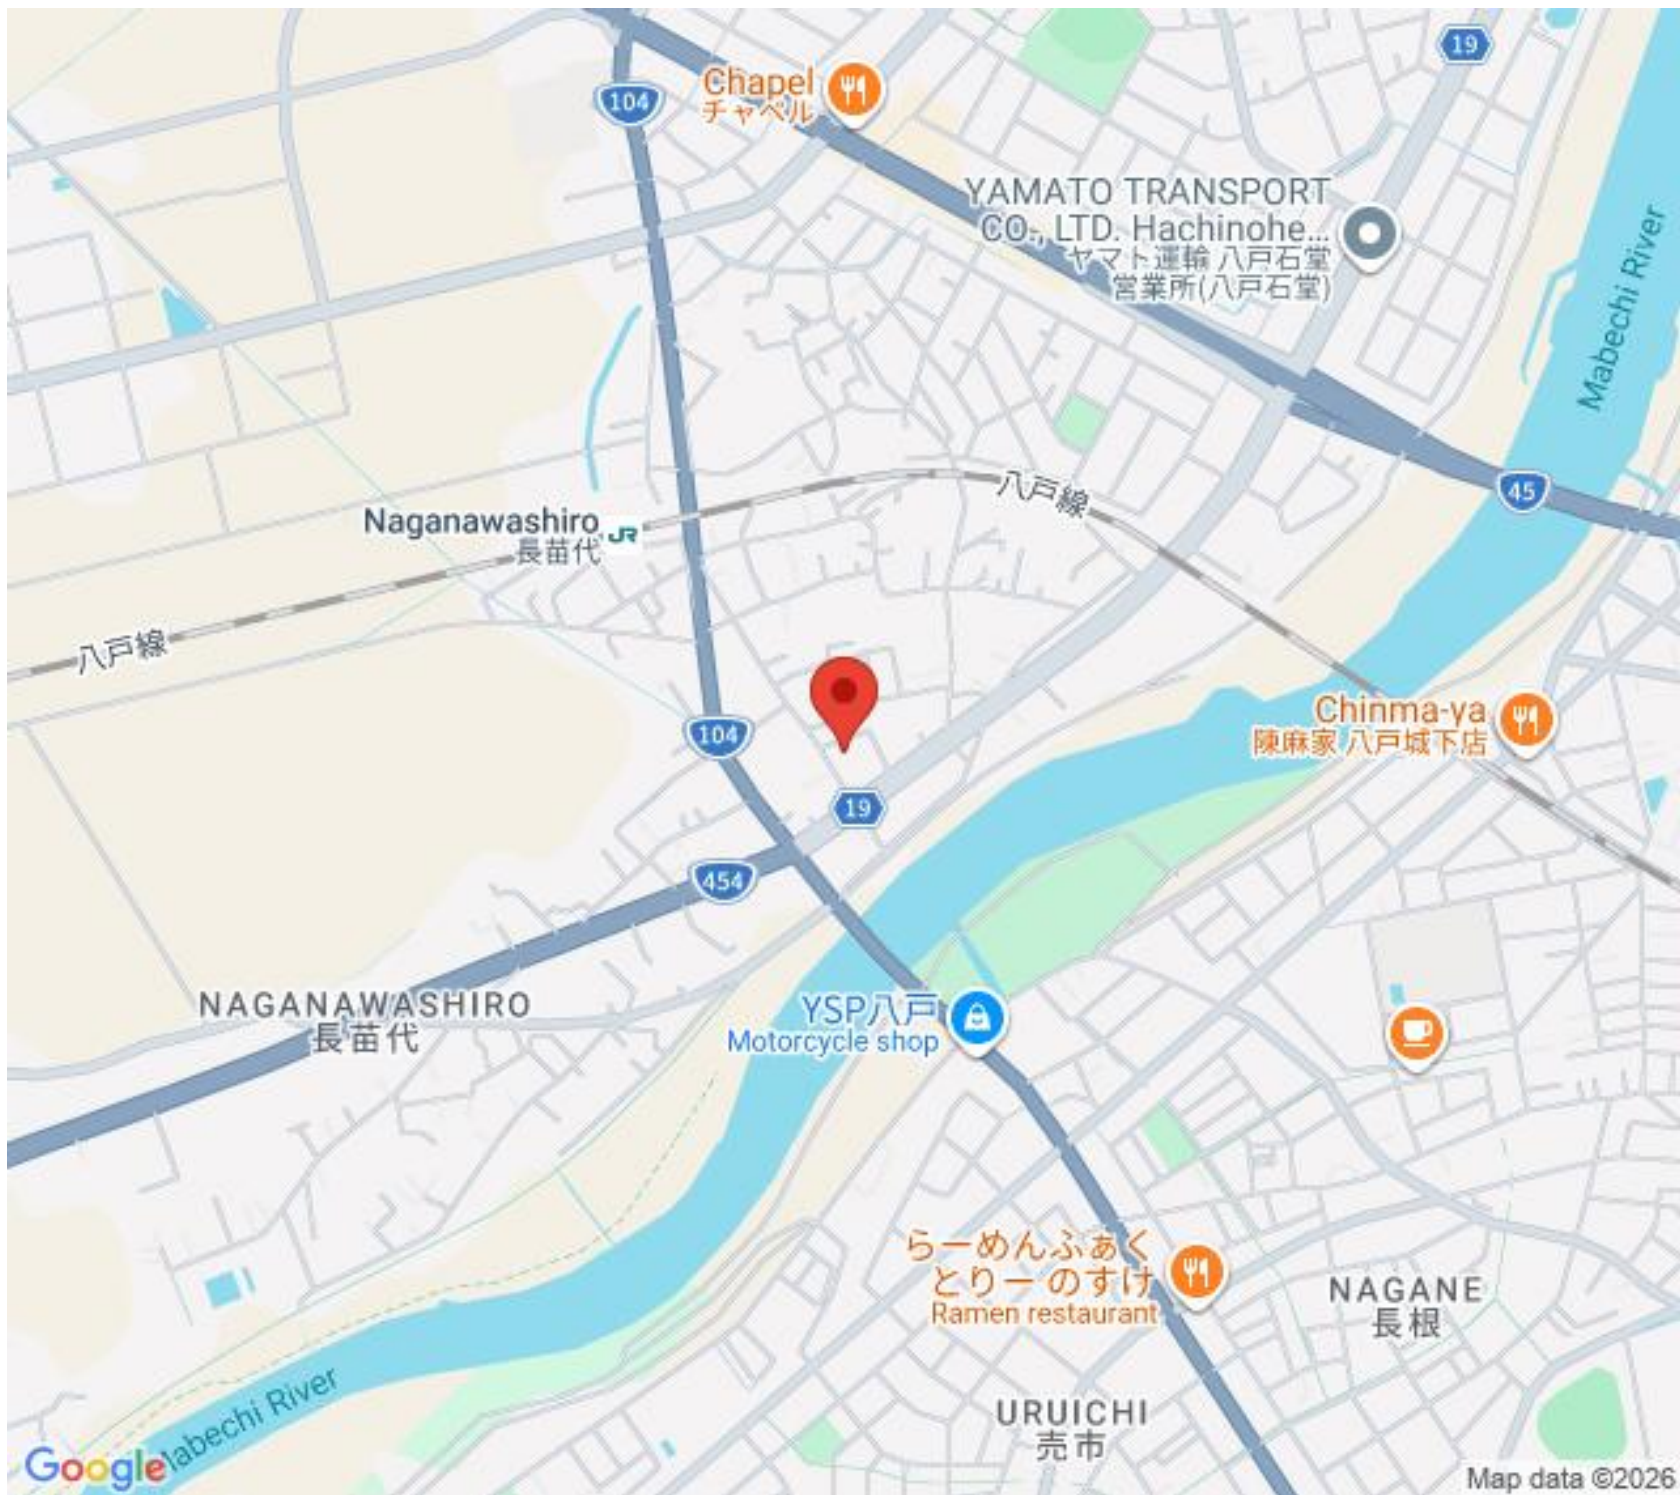 19
104
Chapel
チャペル
YAMATO TRANSPORT
CO., LTD. Hachinohe...
ヤマト運輸 八戸石堂
営業所(八戸石堂)
Mabechi River
八戸線
45
Naganawashiro
長苗代
JR
八戸線
Chinma-ya
陳麻家 八戸城下店
104
19
454
NAGANAWASHIRO
長苗代
YSP八戸
Motorcycle shop
らーめんふぁく
とりー のすけ
Ramen restaurant
NAGANE
長根
URUICHI
売市
Mabechi River
Google
Map data ©2026